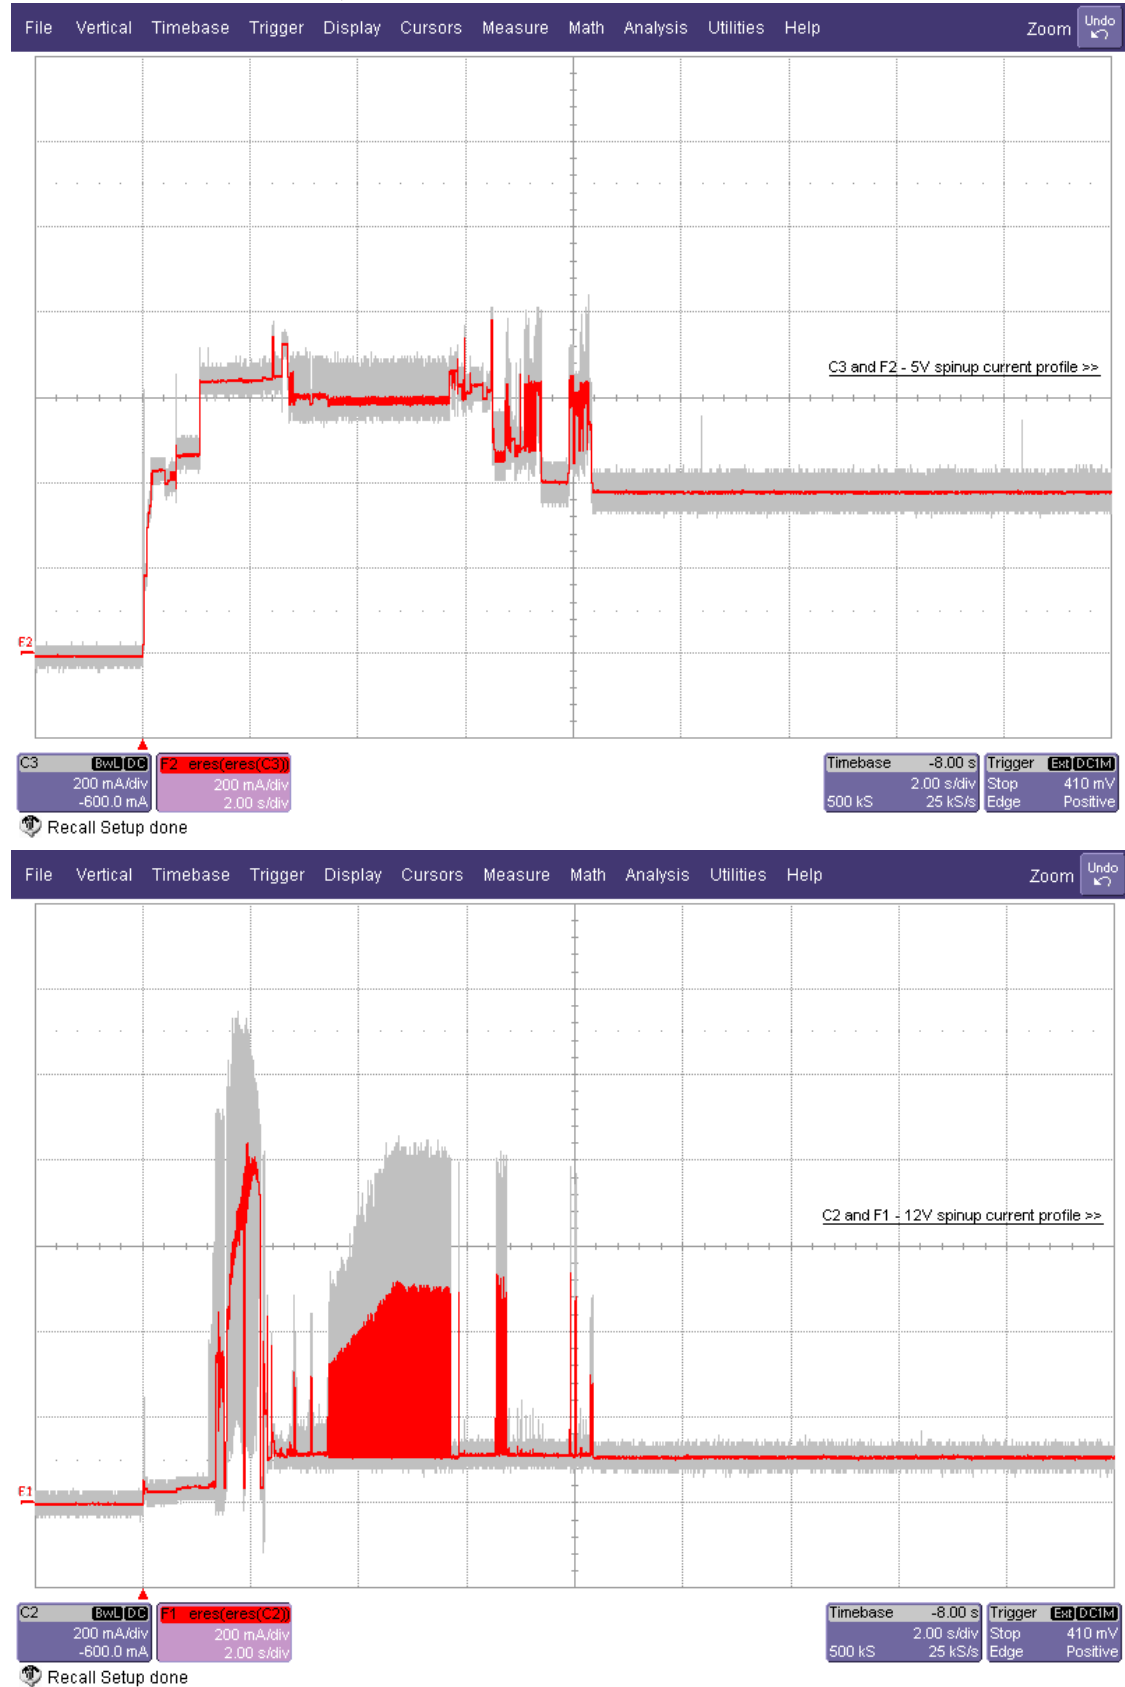 File Vertical Timebase Trigger Display Cursors Measure Math Analysis Utilities Help Zoom Undo
C3 and F2 - 5V spinup current profile >>
F2
C3 BwL DC F2 eres(eres(C3)) Timebase -8.00 s Trigger Ext DC1M
200 mA/div 200 mA/div 2.00 s/div Stop 410 mV
-600.0 mA 2.00 s/div 500 kS 25 kS/s Edge Positive
Recall Setup done
File Vertical Timebase Trigger Display Cursors Measure Math Analysis Utilities Help Zoom Undo
C2 and F1 - 12V spinup current profile >>
F1
C2 BwL DC F1 eres(eres(C2)) Timebase -8.00 s Trigger Ext DC1M
200 mA/div 200 mA/div 2.00 s/div Stop 410 mV
-600.0 mA 2.00 s/div 500 kS 25 kS/s Edge Positive
Recall Setup done